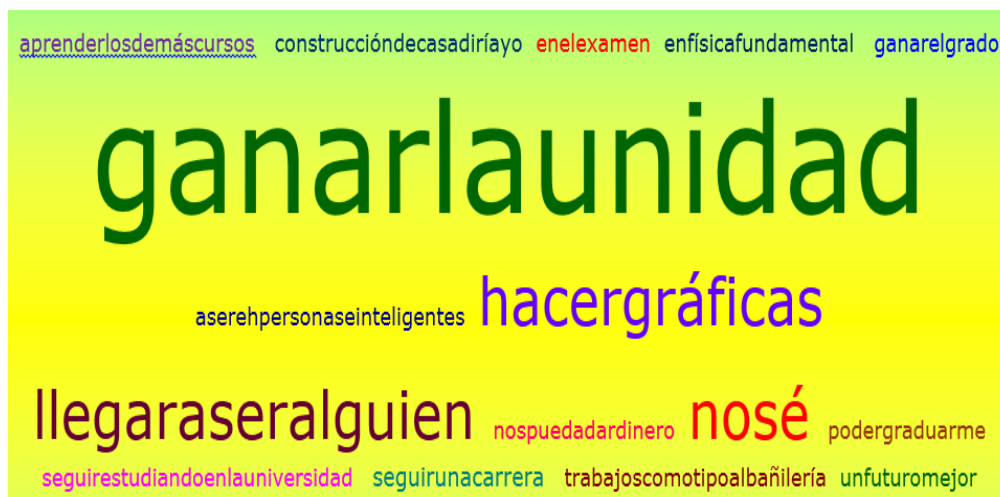 aprenderlosdemáscursos construccióndecasadiríayo enelexamen enfísicafundamental ganarelgrado
ganarlaunidad
aserehpersonaseinteligentes hacergráficas
llegaraseralguien nospuedadardinero nosé podergraduarme
seguirestudiandoenlauniversidad seguirunacarrera trabajoscomotipoalbañilería unfuturomejor